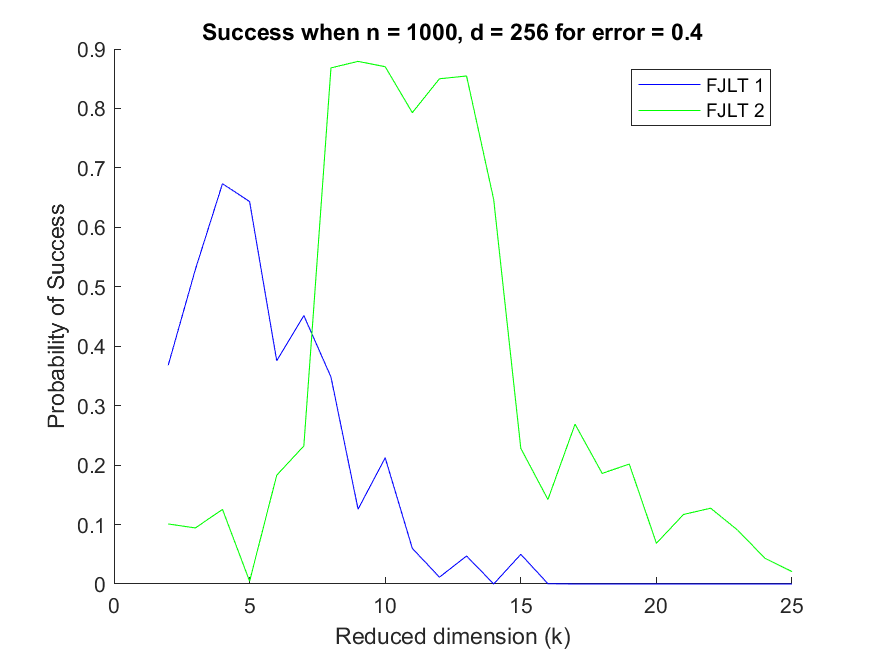 Success when n = 1000, d = 256 for error = 0.4
FJLT 1
FJLT 2
0.9
0.8
0.7
0.6
0.5
0.4
0.3
0.2
0.1
0
Probability of Success
0 5 10 15 20 25
Reduced dimension (k)